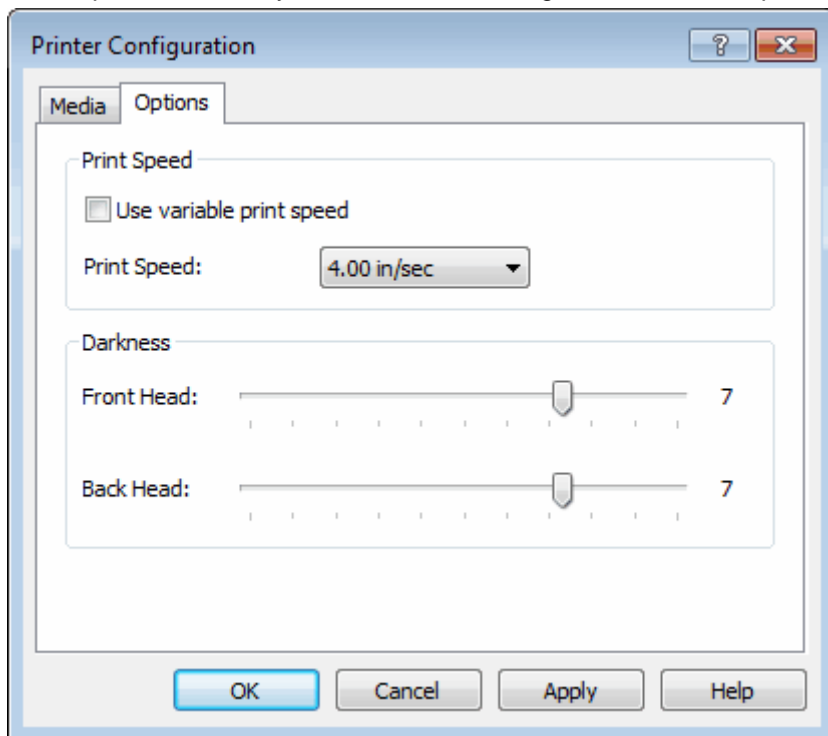 Printer Configuration
Media Options
Print Speed
Use variable print speed
Print Speed: 4.00 in/sec
Darkness
Front Head: 7
Back Head: 7
OK Cancel Apply Help